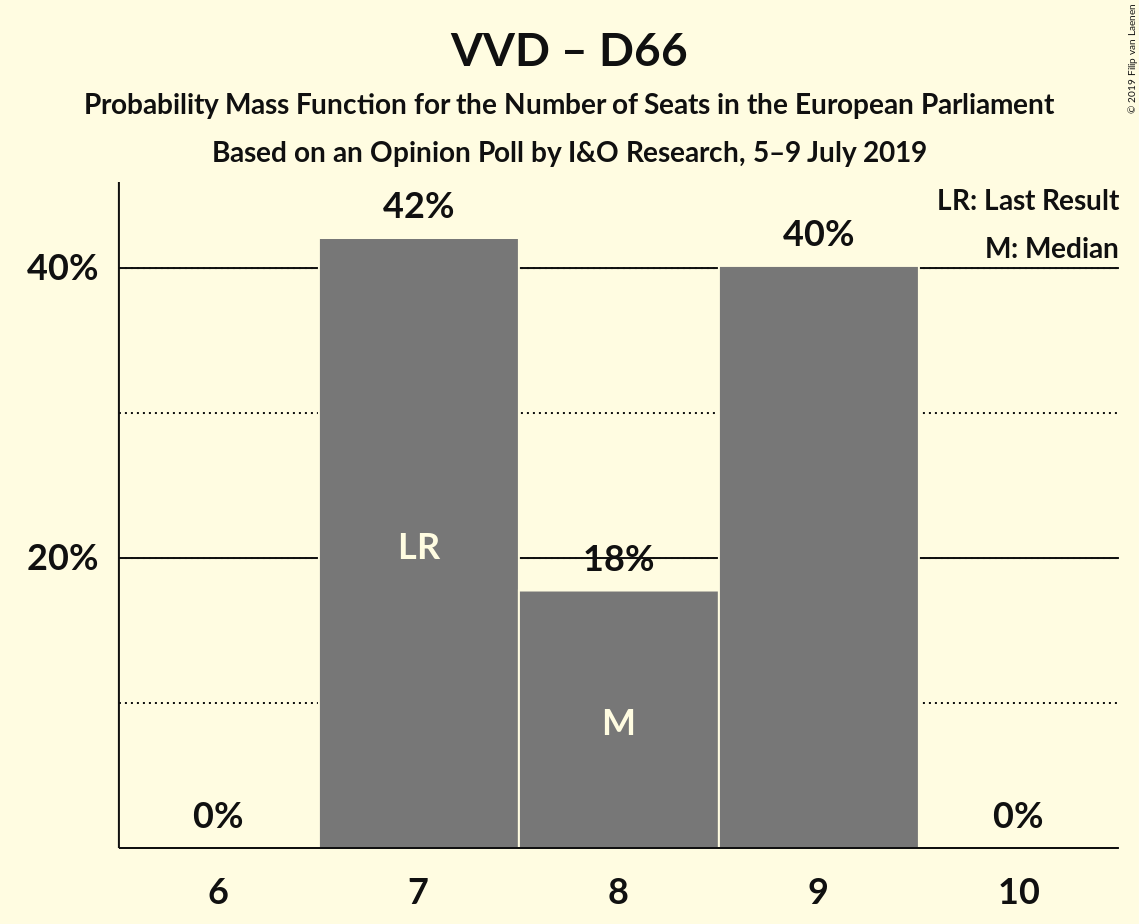 VVD – D66
Probability Mass Function for the Number of Seats in the European Parliament
Based on an Opinion Poll by I&O Research, 5–9 July 2019
© 2019 Filip van Laenen
LR: Last Result
M: Median
42%
40%
40%
LR
20%
18%
M
0%
0%
6
7
8
9
10